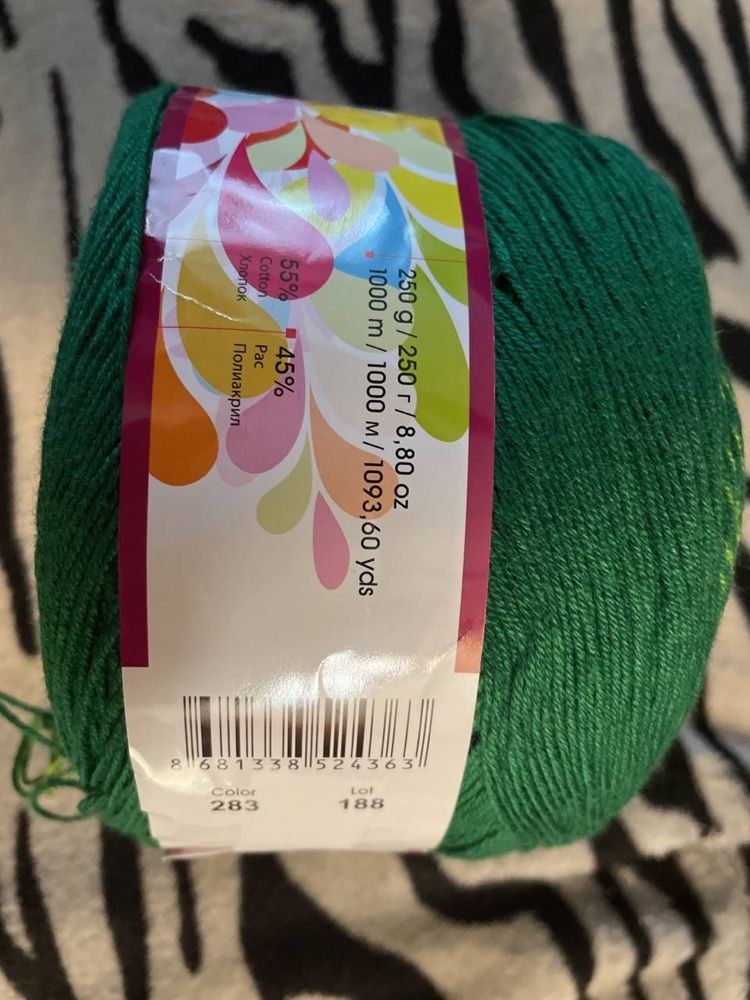 250 g / 250 г / 8,80 oz
1000 m / 1000 м / 1093,60 yds
55%
Cotton
Хлопок
45%
Pac
Полиакрил
8 681338 524363
Color
283
Lot
188